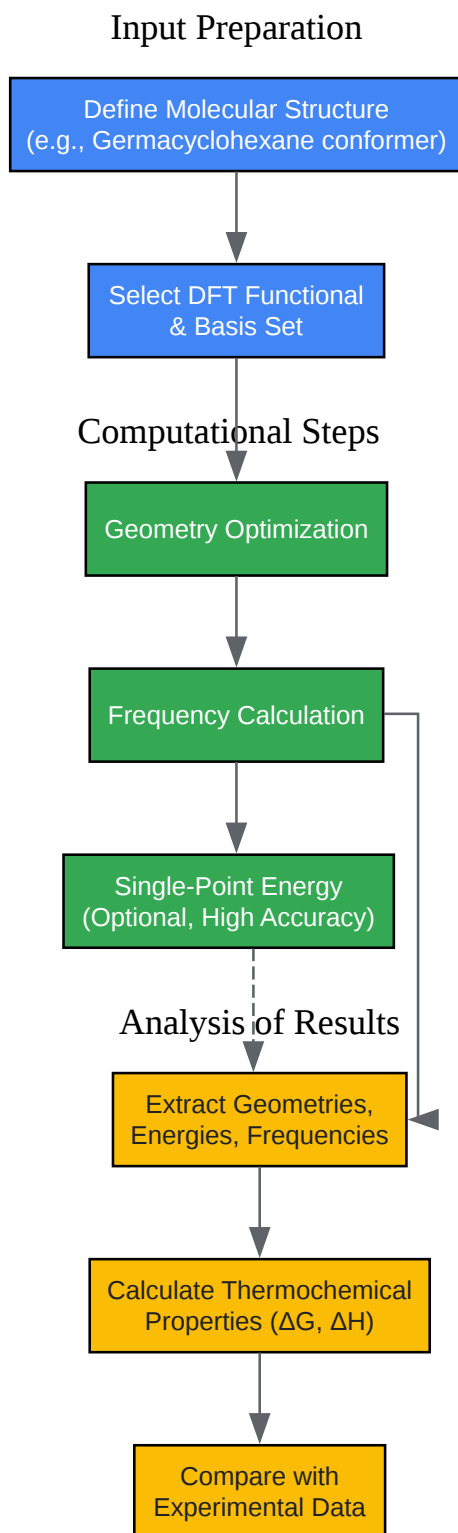 Input Preparation
Define Molecular Structure
(e.g., Germacyclohexane conformer)
Select DFT Functional
& Basis Set
Computational Steps
Geometry Optimization
Frequency Calculation
Single-Point Energy
(Optional, High Accuracy)
Analysis of Results
Extract Geometries,
Energies, Frequencies
Calculate Thermochemical
Properties (ΔG, ΔH)
Compare with
Experimental Data